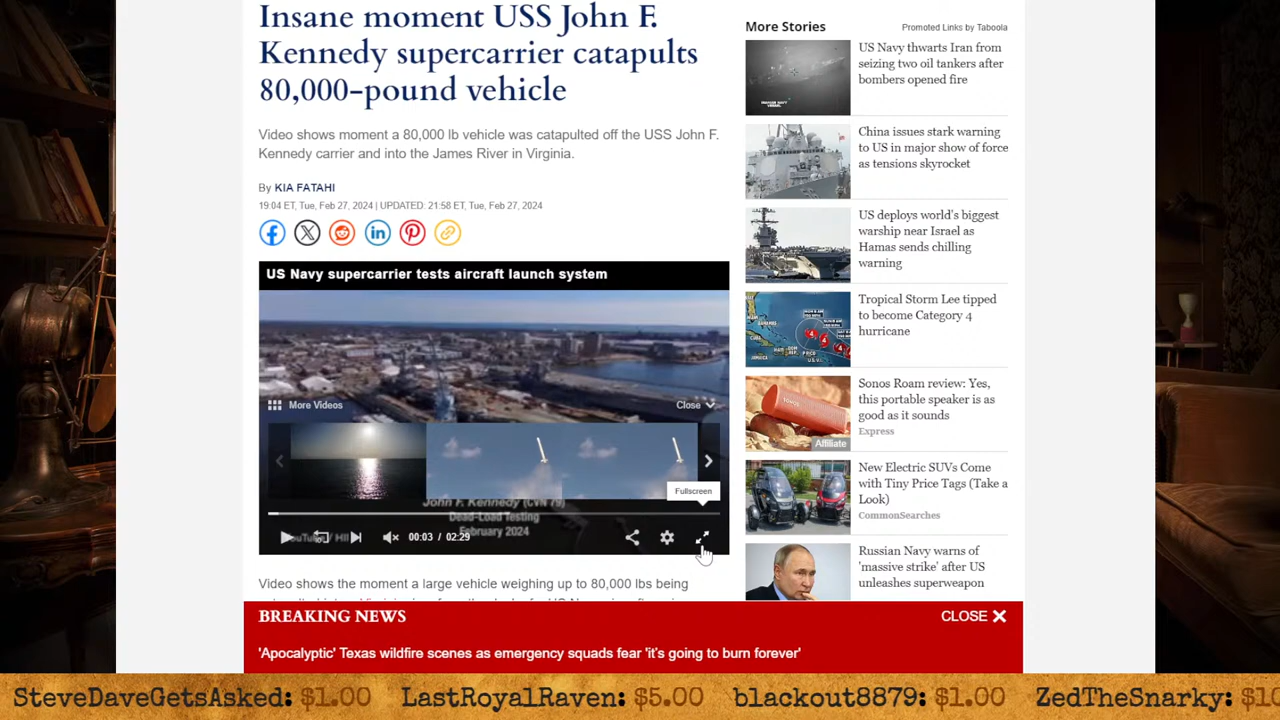 Insane moment USS John F.
Kennedy supercarrier catapults
80,000-pound vehicle
Video shows moment a 80,000 lb vehicle was catapulted off the USS John F.
Kennedy carrier and into the James River in Virginia.
By KIA FATAHI
19:04 ET, Tue, Feb 27, 2024 | UPDATED: 21:58 ET, Tue, Feb 27, 2024
US Navy supercarrier tests aircraft launch system
More Videos
Close
Fullscreen
John F. Kennedy (CVN 79)
Dead-Load Testing
February 2024
00:03 / 02:29
Video shows the moment a large vehicle weighing up to 80,000 lbs being
More Stories
Promoted Links by Taboola
US Navy thwarts Iran from
seizing two oil tankers after
bombers opened fire
China issues stark warning
to US in major show of force
as tensions skyrocket
US deploys world's biggest
warship near Israel as
Hamas sends chilling
warning
Tropical Storm Lee tipped
to become Category 4
hurricane
Sonos Roam review: Yes,
this portable speaker is as
good as it sounds
Express
Affiliate
New Electric SUVs Come
with Tiny Price Tags (Take a
Look)
CommonSearches
Russian Navy warns of
'massive strike' after US
unleashes superweapon
BREAKING NEWS
CLOSE X
'Apocalyptic' Texas wildfire scenes as emergency squads fear 'it's going to burn forever'
SteveDaveGetsAsked: $1.00 LastRoyalRaven: $5.00 blackout8879: $1.00 ZedTheSnarky: $10